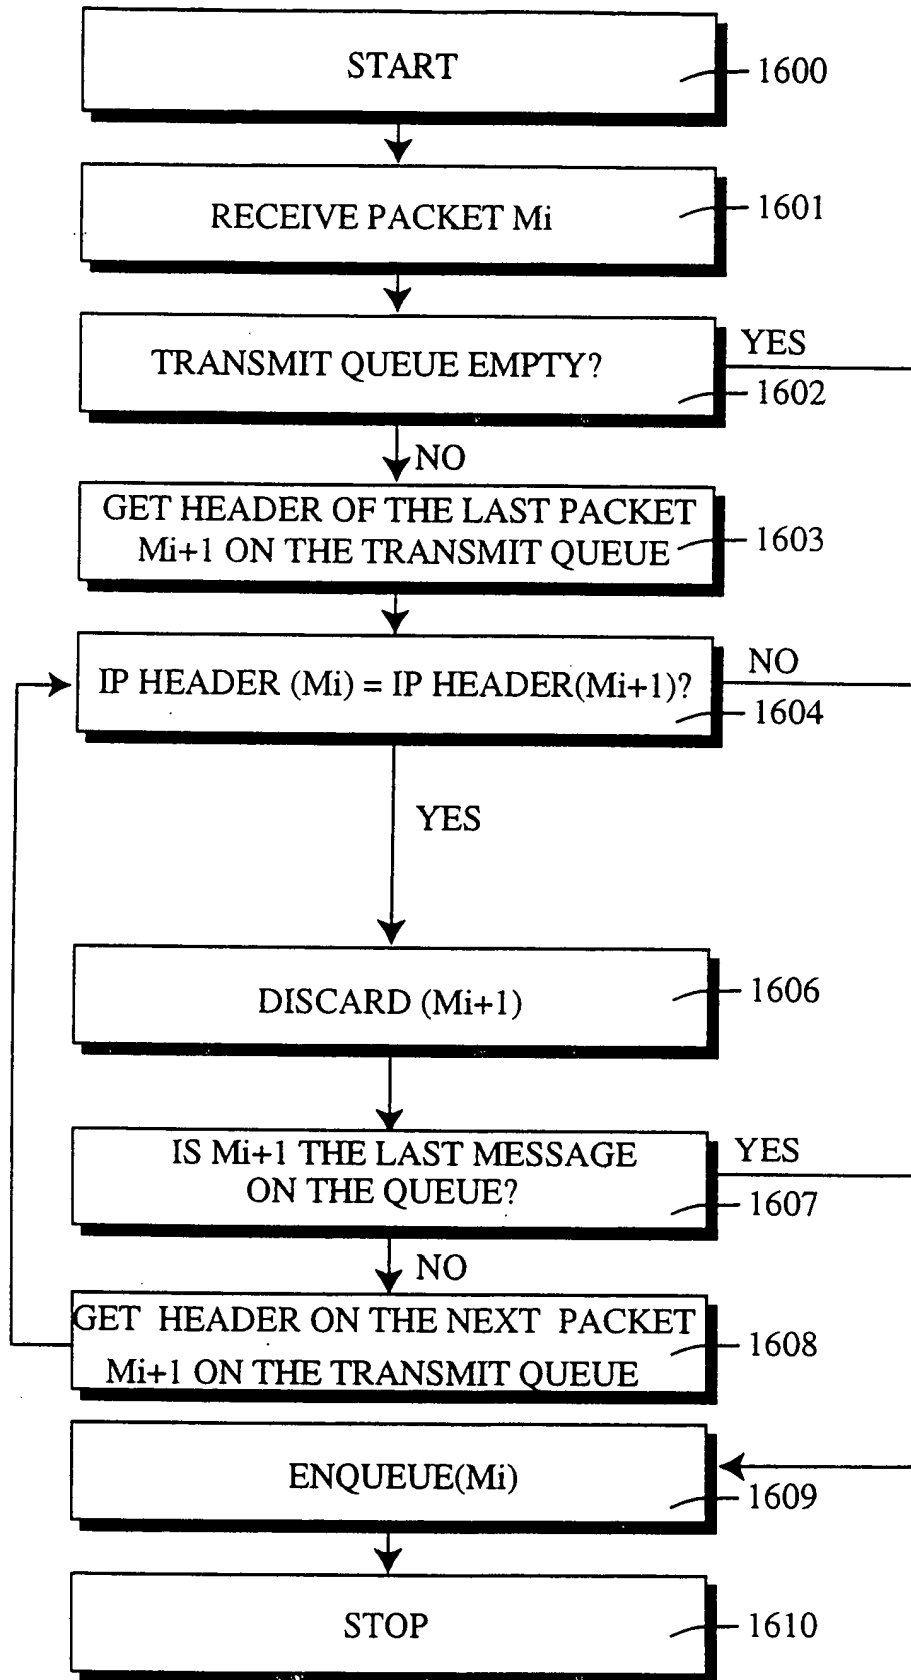 START
1600
RECEIVE PACKET Mi
1601
TRANSMIT QUEUE EMPTY?
YES
1602
NO
GET HEADER OF THE LAST PACKET
Mi+1 ON THE TRANSMIT QUEUE
1603
IP HEADER (Mi) = IP HEADER(Mi+1)?
NO
1604
YES
DISCARD (Mi+1)
1606
IS Mi+1 THE LAST MESSAGE
ON THE QUEUE?
YES
1607
NO
GET HEADER ON THE NEXT PACKET
Mi+1 ON THE TRANSMIT QUEUE
1608
ENQUEUE(Mi)
1609
STOP
1610